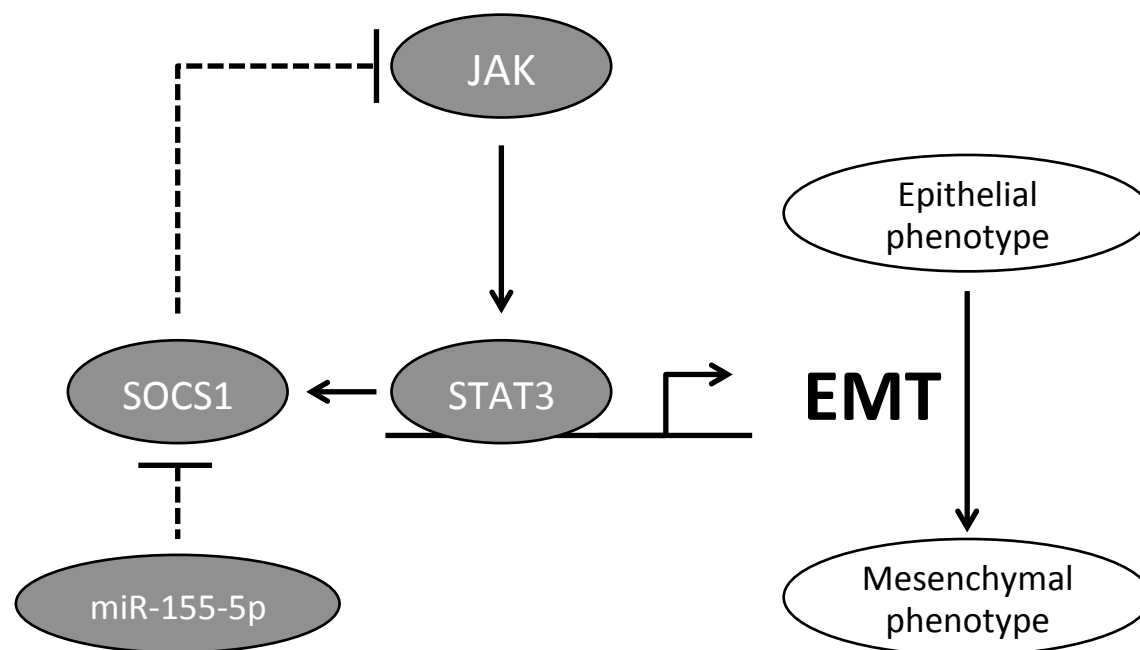 JAK
Epithelial
phenotype
SOCS1
STAT3
EMT
miR-155-5p
Mesenchymal
phenotype